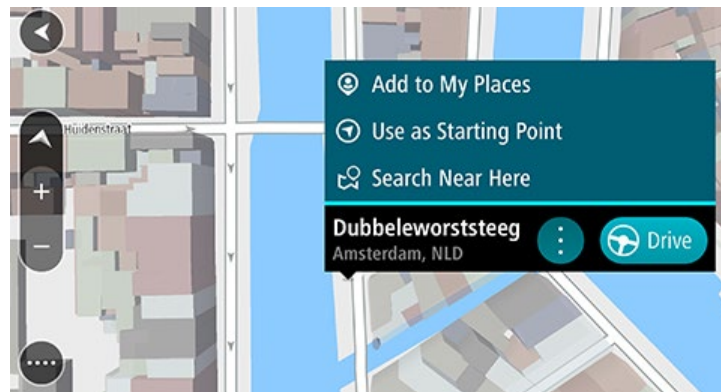 Add to My Places
Huidenstraat
Use as Starting Point
Search Near Here
Dubbeleworststeeg
Amsterdam, NLD
Drive